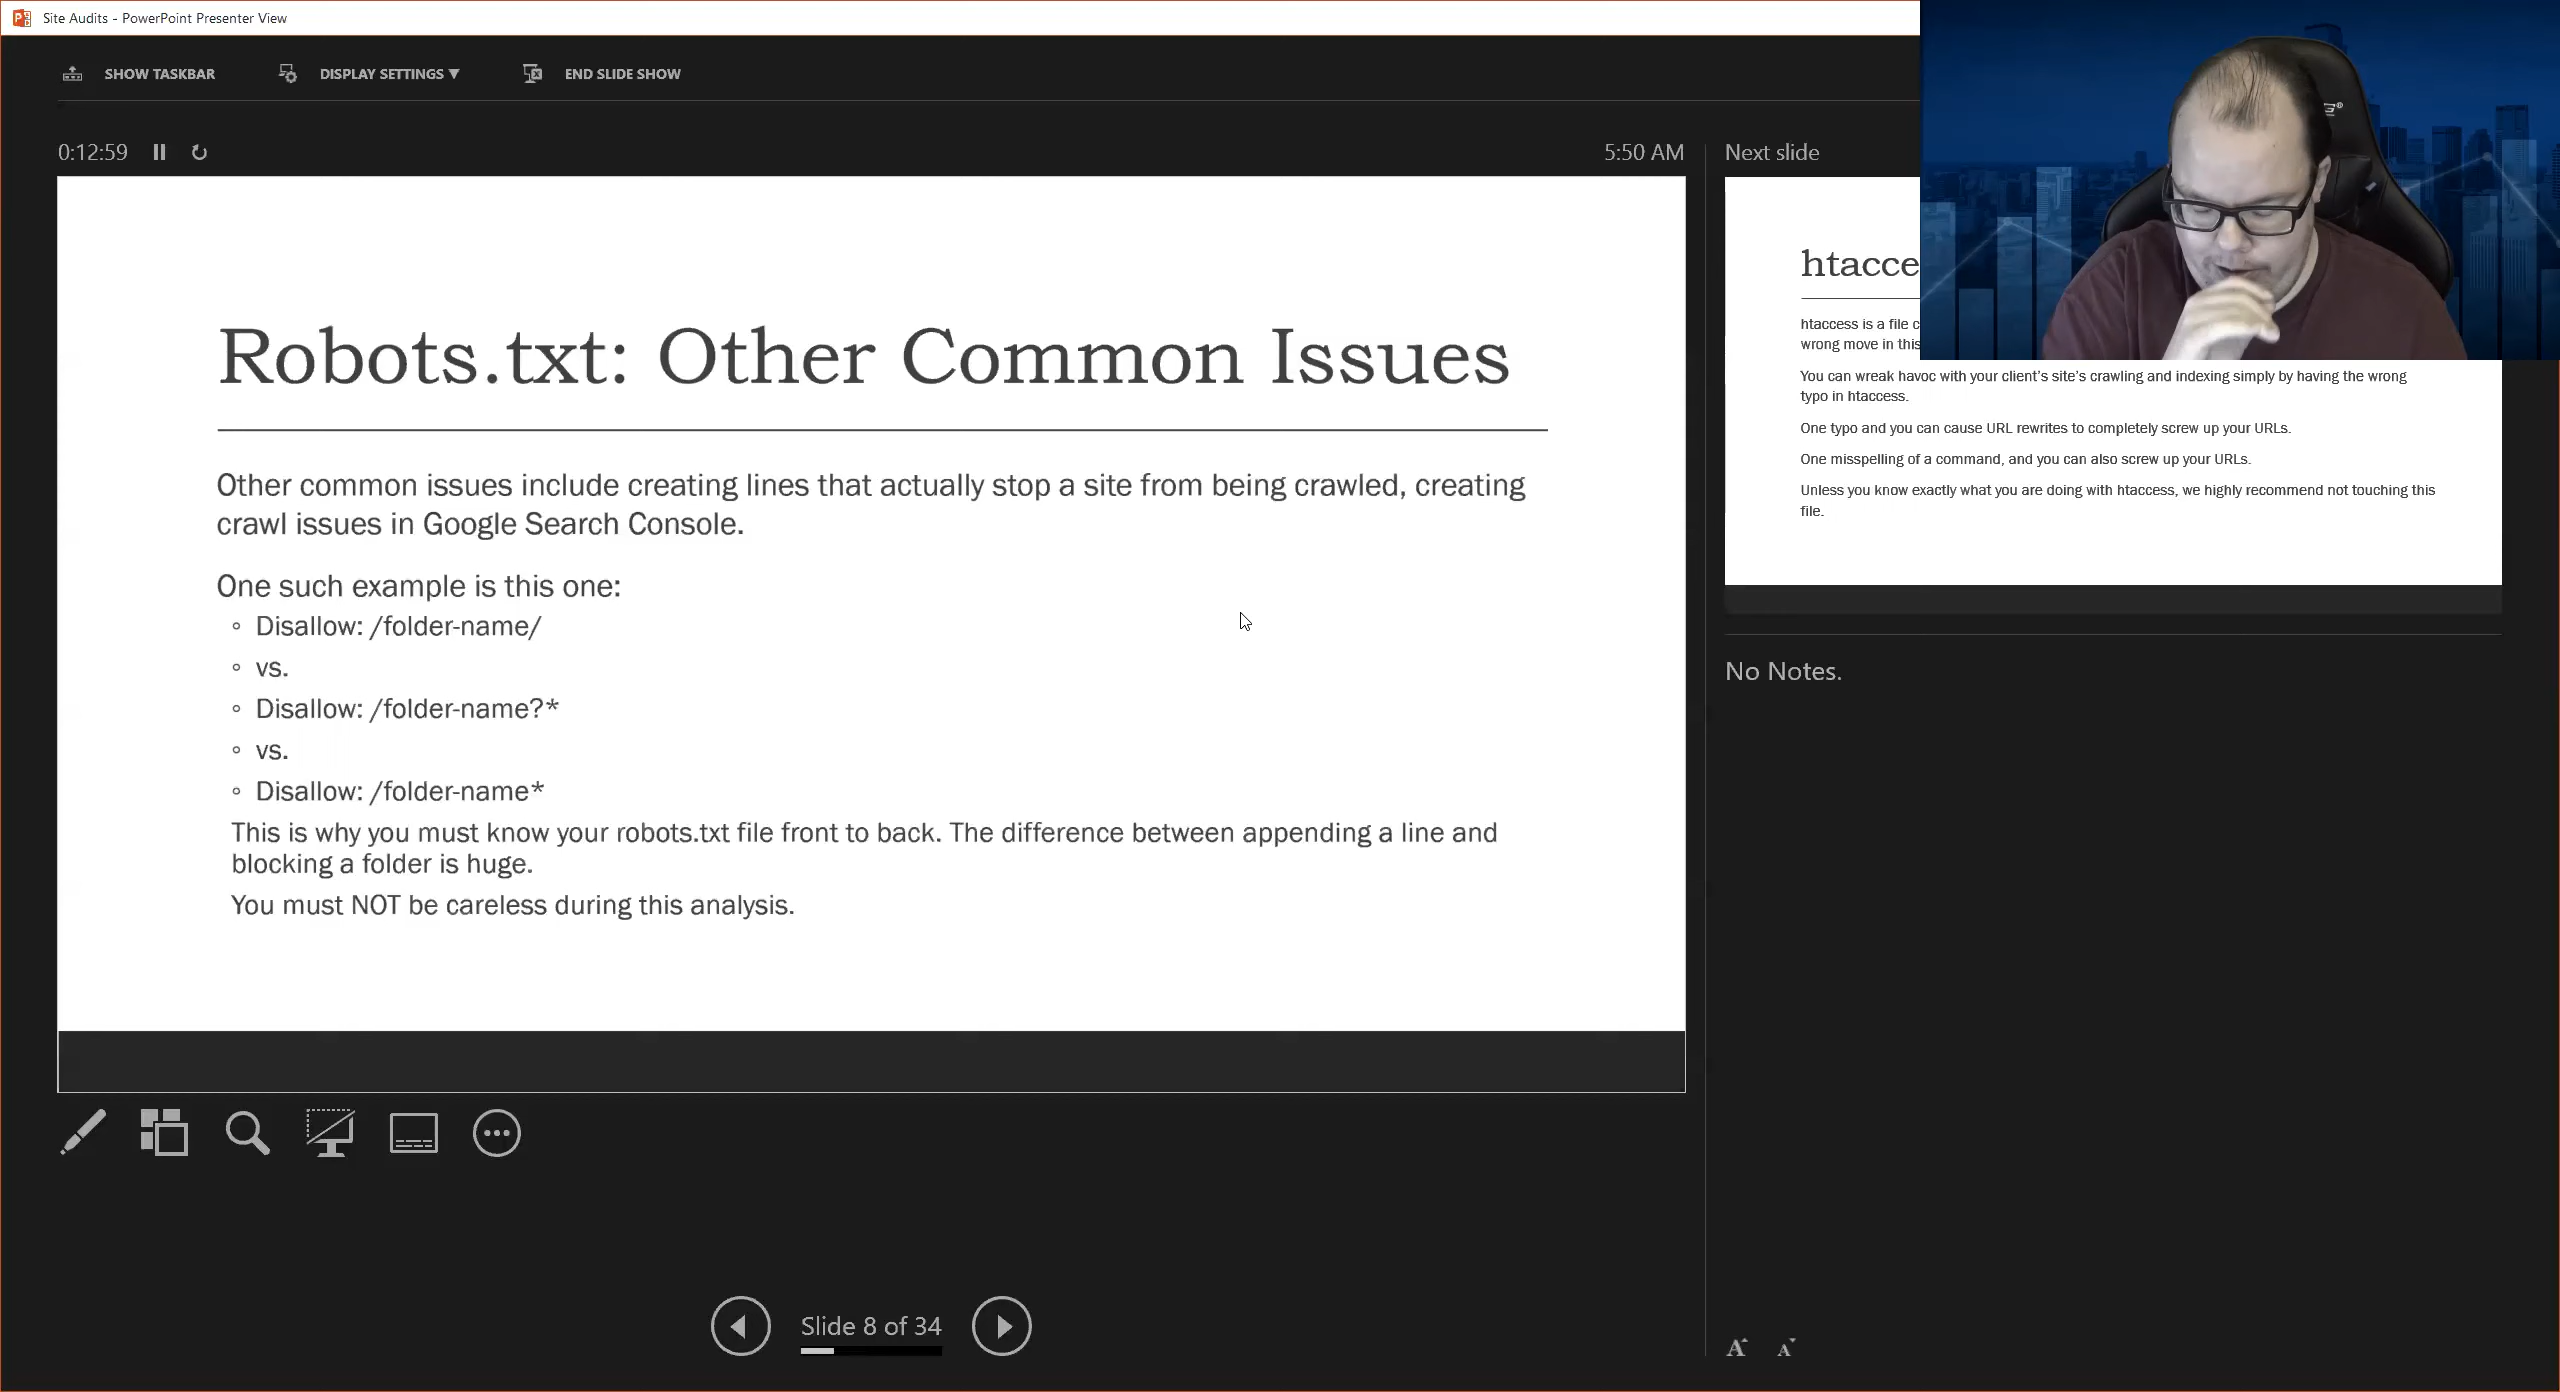 Site Audits - PowerPoint Presenter View
SHOW TASKBAR
DISPLAY SETTINGS ▼
END SLIDE SHOW
0:12:59
5:50 AM
Robots.txt: Other Common Issues
Other common issues include creating lines that actually stop a site from being crawled, creating
crawl issues in Google Search Console.
One such example is this one:
◦ Disallow: /folder-name/
◦ vs.
◦ Disallow: /folder-name?*
◦ vs.
◦ Disallow: /folder-name*
This is why you must know your robots.txt file front to back. The difference between appending a line and
blocking a folder is huge.
You must NOT be careless during this analysis.
Slide 8 of 34
Next slide
htacce
htaccess is a file c
wrong move in this
You can wreak havoc with your client's site's crawling and indexing simply by having the wrong
typo in htaccess.
One typo and you can cause URL rewrites to completely screw up your URLs.
One misspelling of a command, and you can also screw up your URLs.
Unless you know exactly what you are doing with htaccess, we highly recommend not touching this
file.
No Notes.
A A